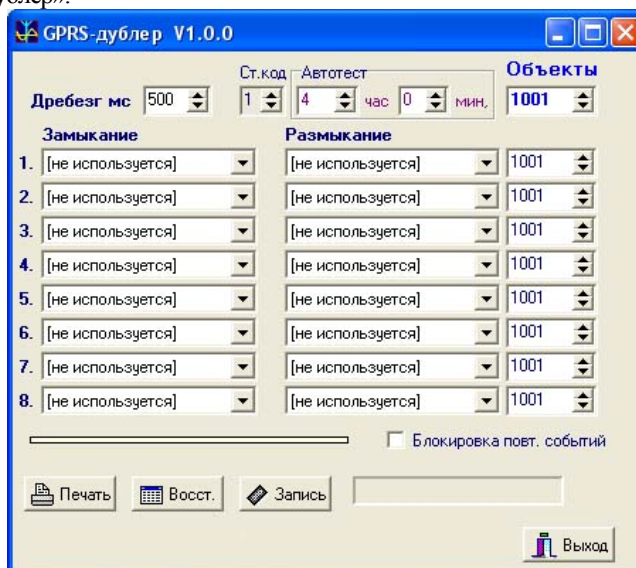 ублер».
GPRS-дублер V1.0.0
Ст.код Автотест Объекты
Дребезг мс 500 1 4 час 0 мин, 1001
Замыкание Размыкание
1. [не используется] [не используется] 1001
2. [не используется] [не используется] 1001
3. [не используется] [не используется] 1001
4. [не используется] [не используется] 1001
5. [не используется] [не используется] 1001
6. [не используется] [не используется] 1001
7. [не используется] [не используется] 1001
8. [не используется] [не используется] 1001
Блокировка повт. событий
Печать Восст. Запись
Выход